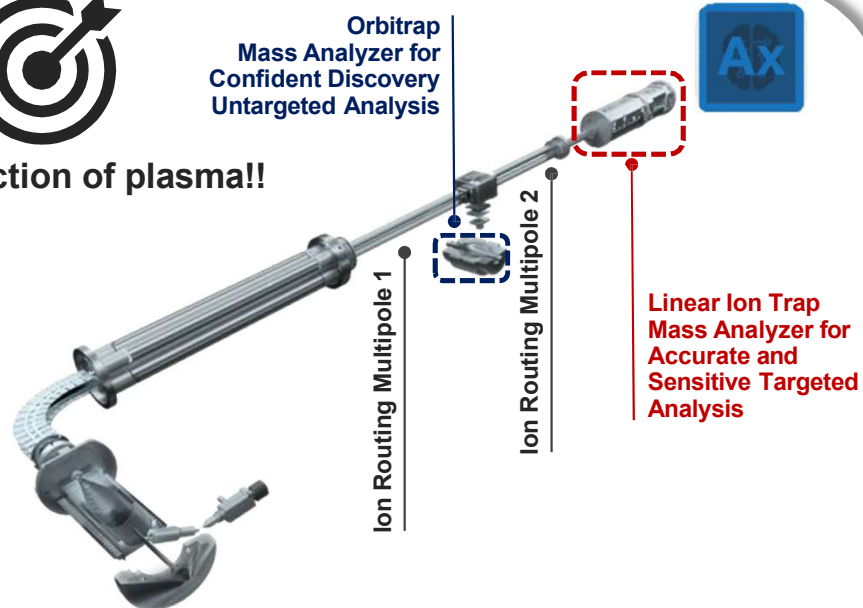 Orbitrap
Mass Analyzer for
Confident Discovery
Untargeted Analysis
Ax
ction of plasma!!
Ion Routing Multipole 1
Ion Routing Multipole 2
Linear Ion Trap
Mass Analyzer for
Accurate and
Sensitive Targeted
Analysis